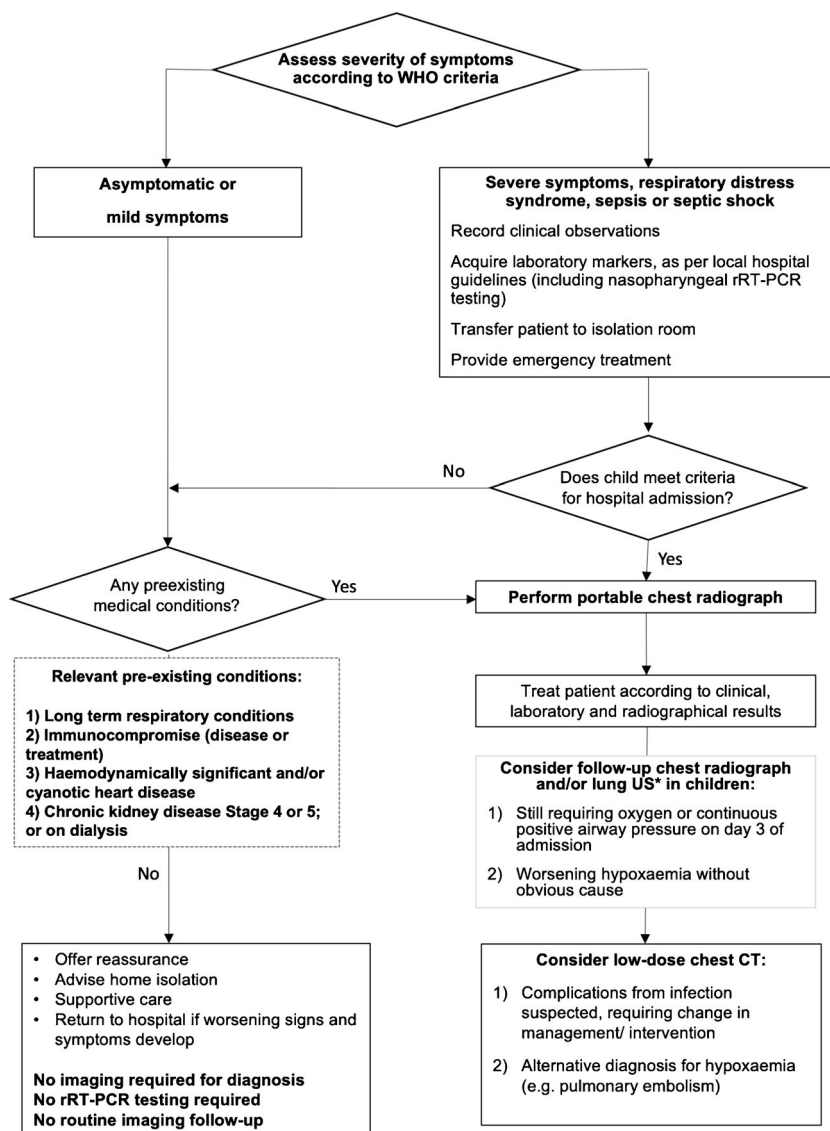 Assess severity of symptoms
according to WHO criteria
Asymptomatic or
mild symptoms
Severe symptoms, respiratory distress
syndrome, sepsis or septic shock
Record clinical observations
Acquire laboratory markers, as per local hospital
guidelines (including nasopharyngeal rRT-PCR
testing)
Transfer patient to isolation room
Provide emergency treatment
No
Does child meet criteria
for hospital admission?
Yes
Any preexisting
medical conditions?
Yes
Perform portable chest radiograph
Relevant pre-existing conditions:
1) Long term respiratory conditions
2) Immunocompromise (disease or
treatment)
3) Haemodynamically significant and/or
cyanotic heart disease
4) Chronic kidney disease Stage 4 or 5;
or on dialysis
No
Treat patient according to clinical,
laboratory and radiographical results
Consider follow-up chest radiograph
and/or lung US* in children:
1) Still requiring oxygen or continuous
positive airway pressure on day 3 of
admission
2) Worsening hypoxaemia without
obvious cause
• Offer reassurance
• Advise home isolation
• Supportive care
• Return to hospital if worsening signs and
symptoms develop
No imaging required for diagnosis
No rRT-PCR testing required
No routine imaging follow-up
Consider low-dose chest CT:
1) Complications from infection
suspected, requiring change in
management/ intervention
2) Alternative diagnosis for hypoxaemia
(e.g. pulmonary embolism)